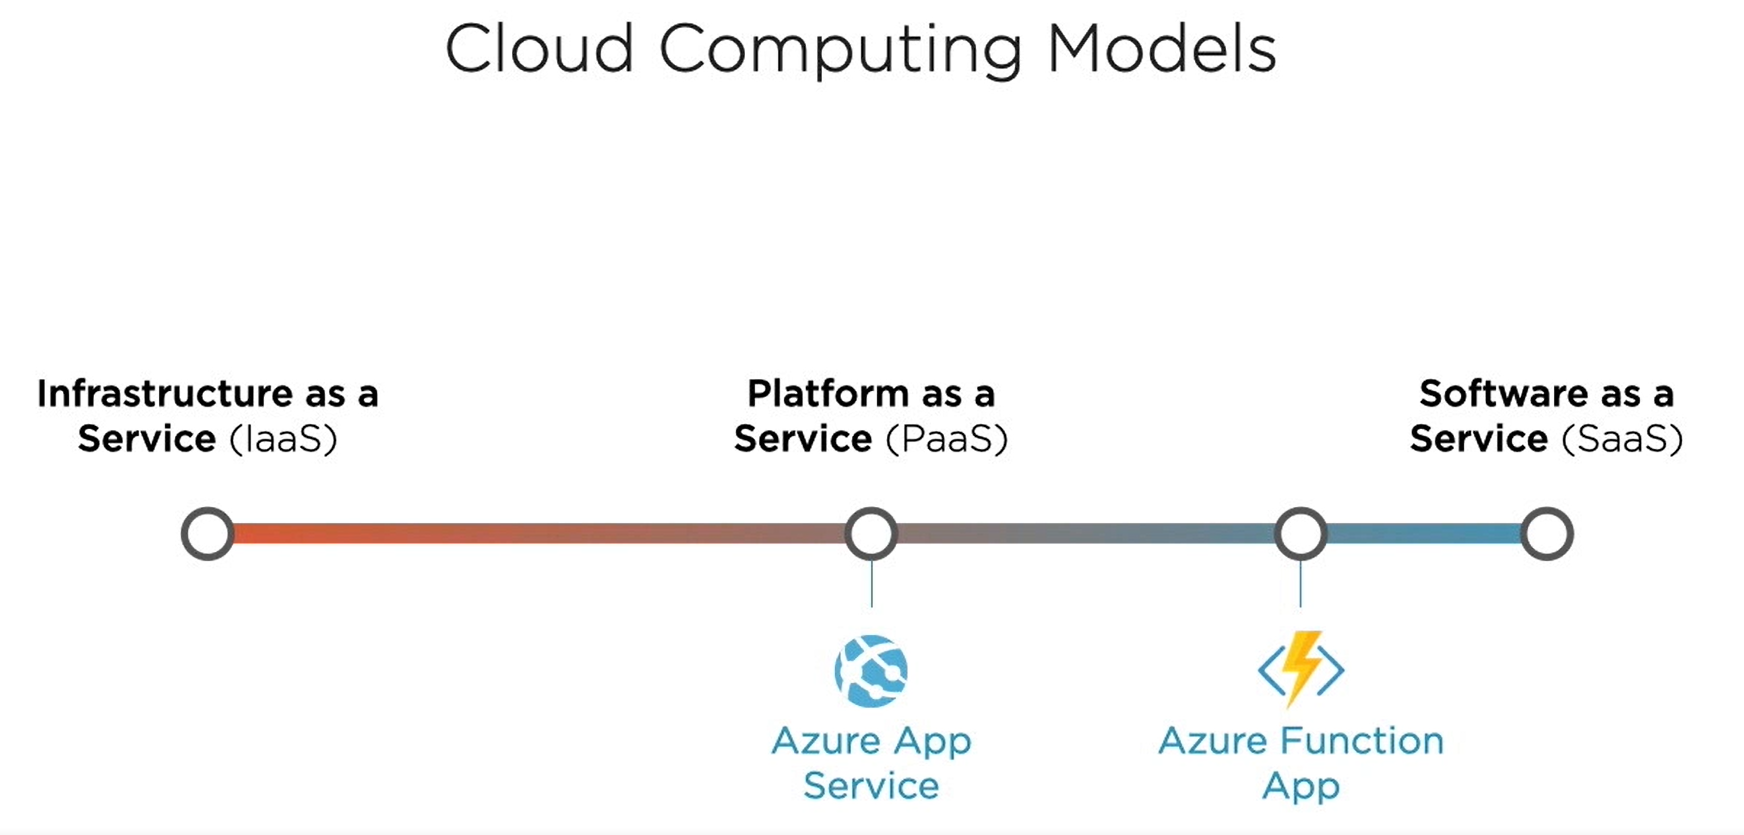 Cloud Computing Models
Infrastructure as a
Service (IaaS)
Platform as a
Service (PaaS)
Software as a
Service (SaaS)
Azure App
Service
Azure Function
App